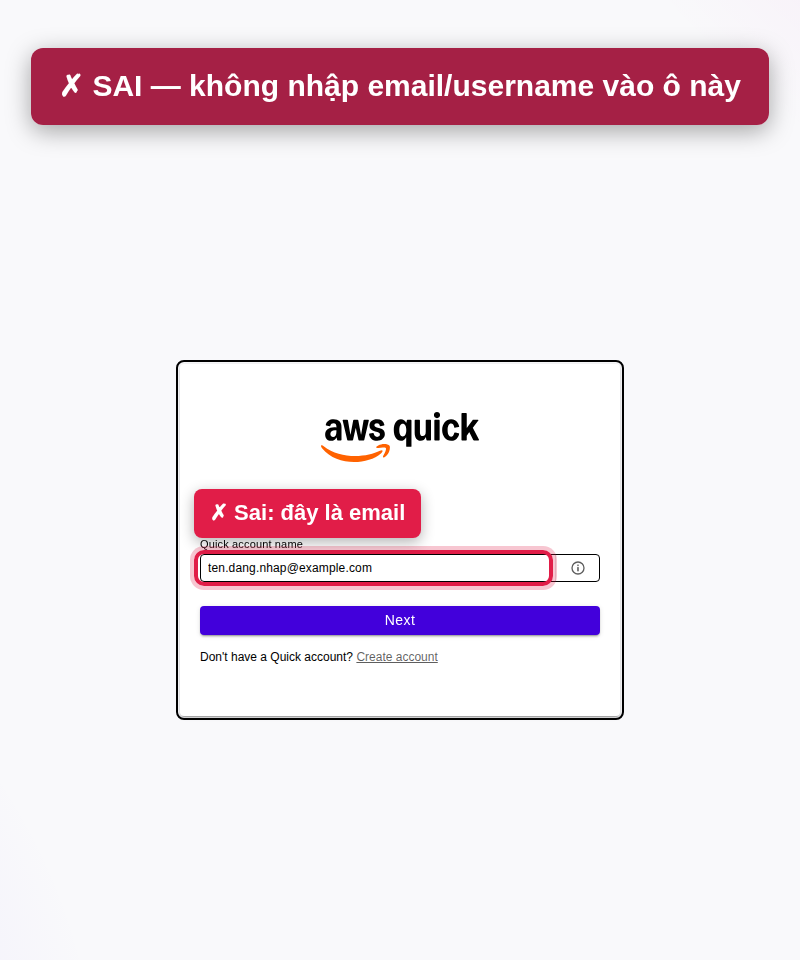 ✗ SAI — không nhập email/username vào ô này
aws quick
✗ Sai: đây là email
Quick account name
ten.dang.nhap@example.com
Next
Don't have a Quick account? Create account